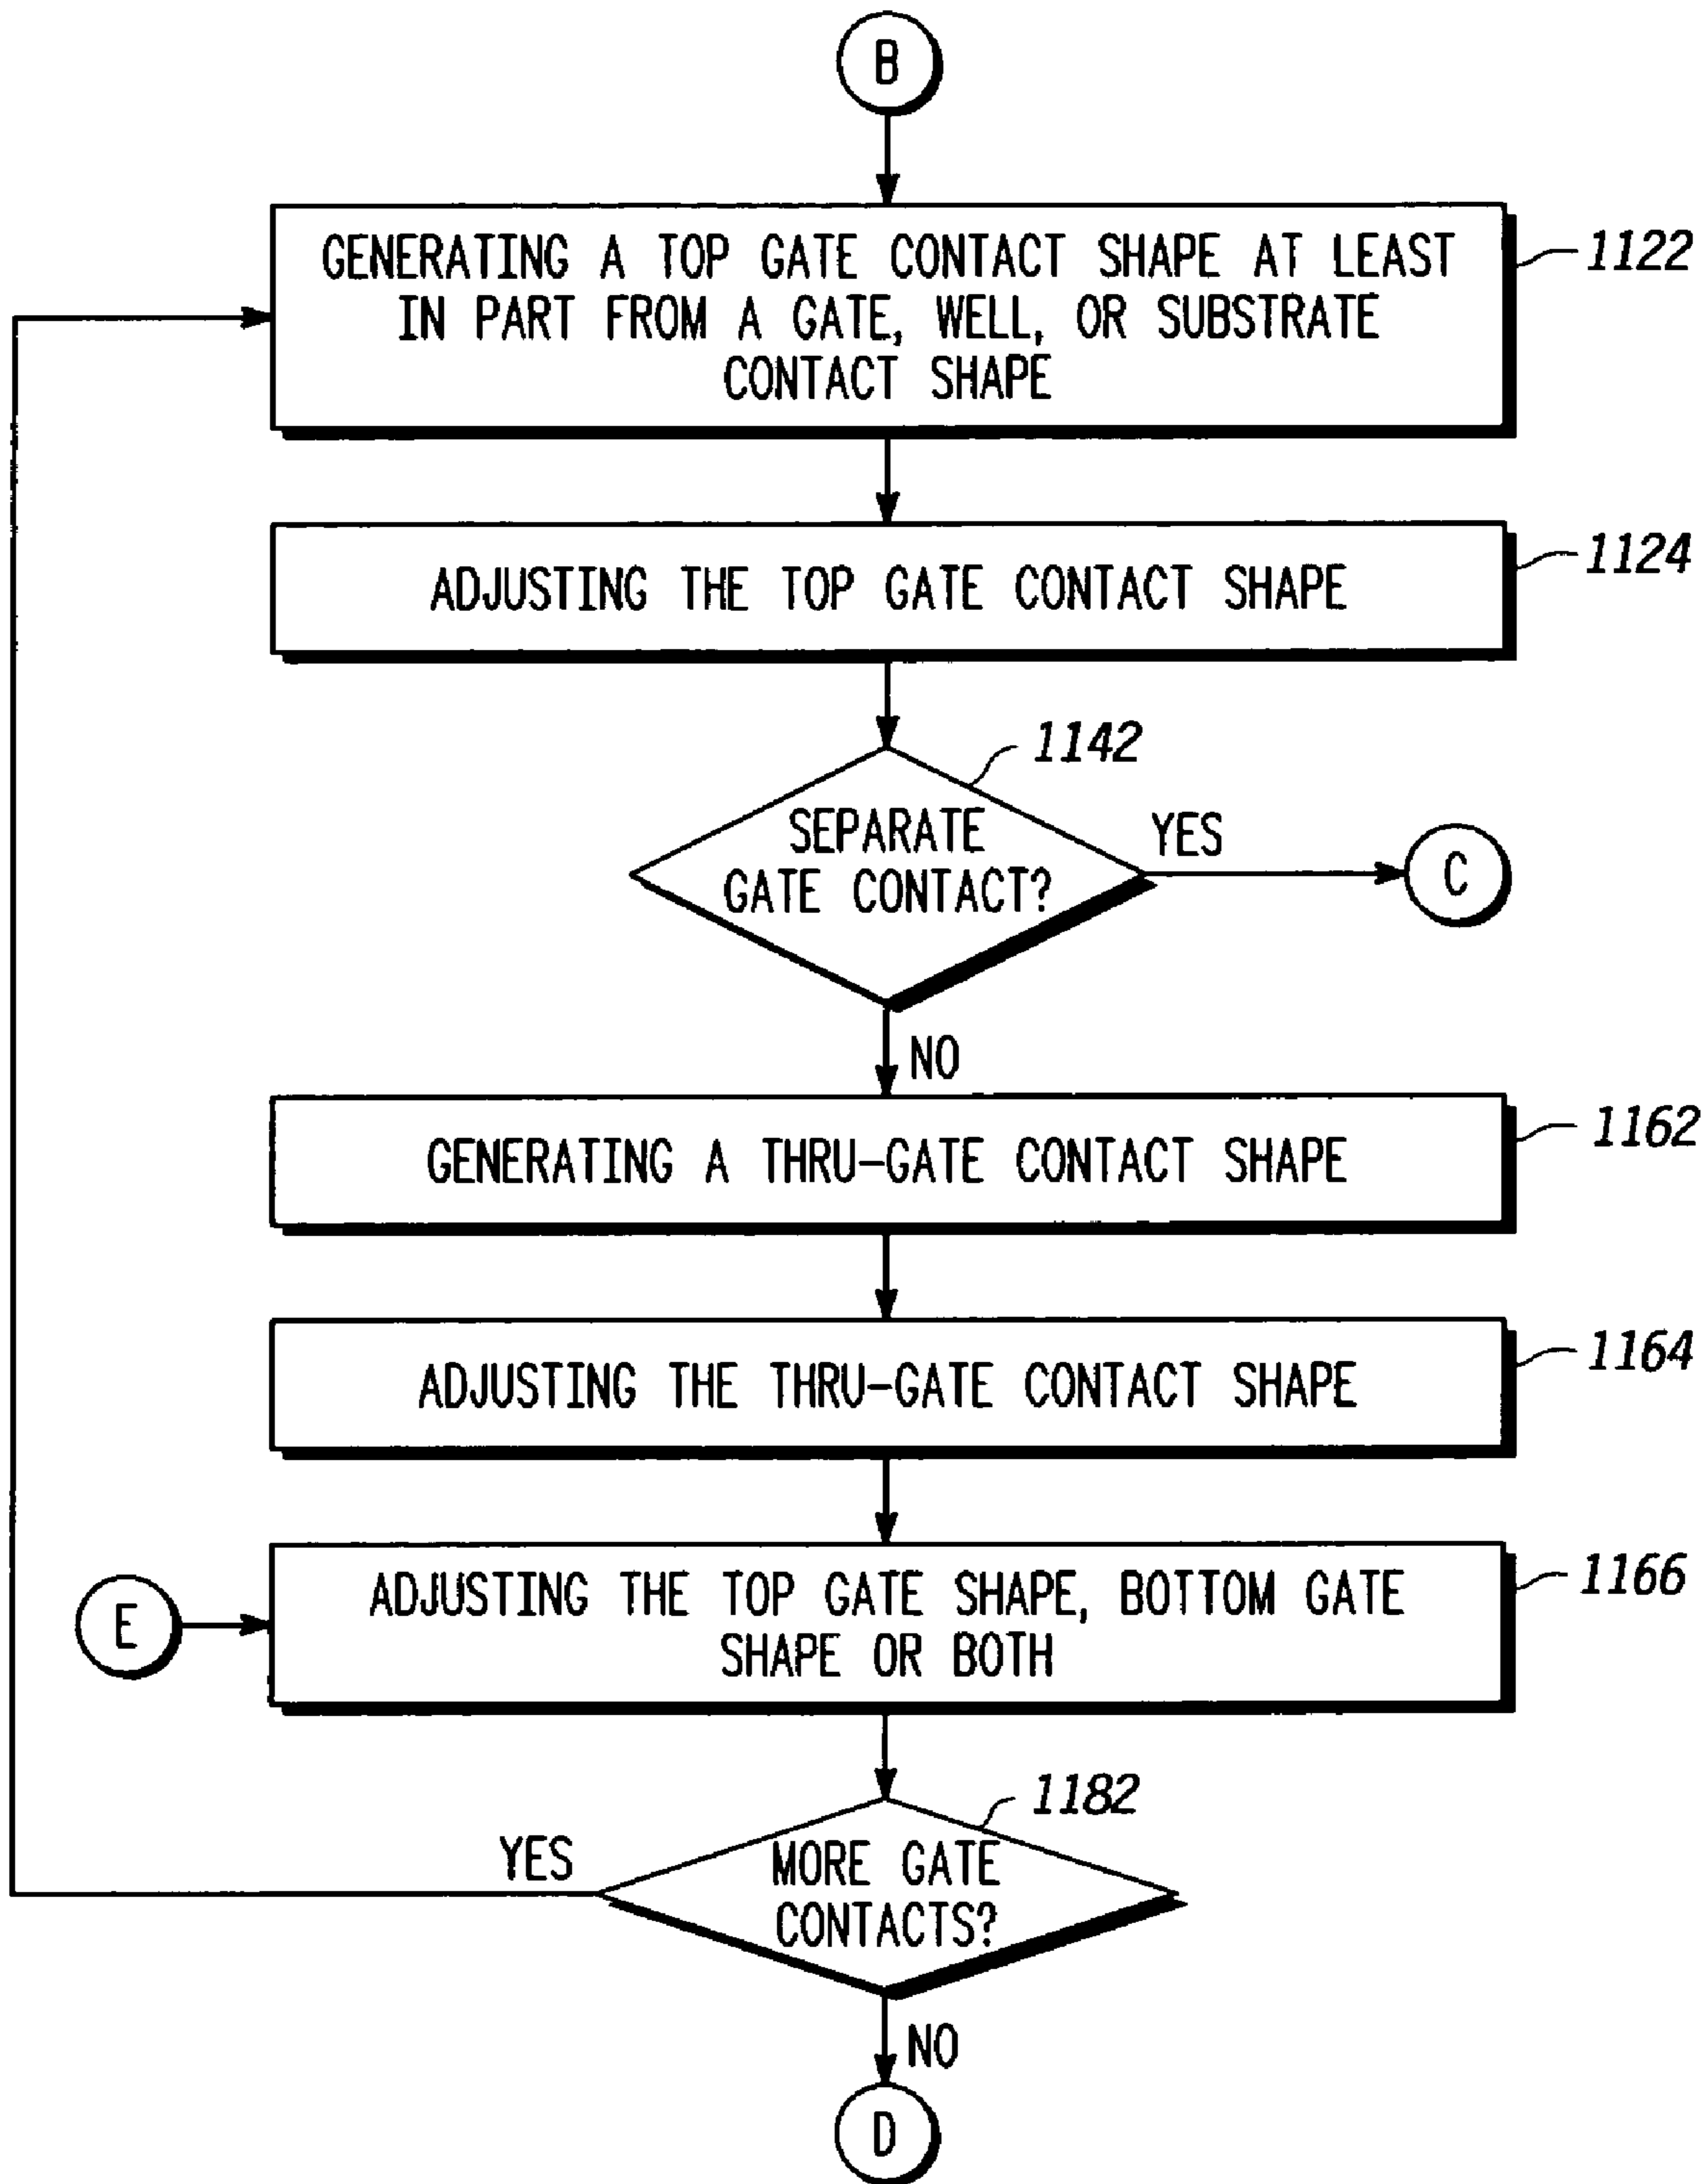 B
GENERATING A TOP GATE CONTACT SHAPE AT LEAST
IN PART FROM A GATE, WELL, OR SUBSTRATE
CONTACT SHAPE
1122
ADJUSTING THE TOP GATE CONTACT SHAPE
1124
1142
SEPARATE
GATE CONTACT?
YES
C
NO
GENERATING A THRU-GATE CONTACT SHAPE
1162
ADJUSTING THE THRU-GATE CONTACT SHAPE
1164
E
ADJUSTING THE TOP GATE SHAPE, BOTTOM GATE
SHAPE OR BOTH
1166
1182
YES
MORE GATE
CONTACTS?
NO
D